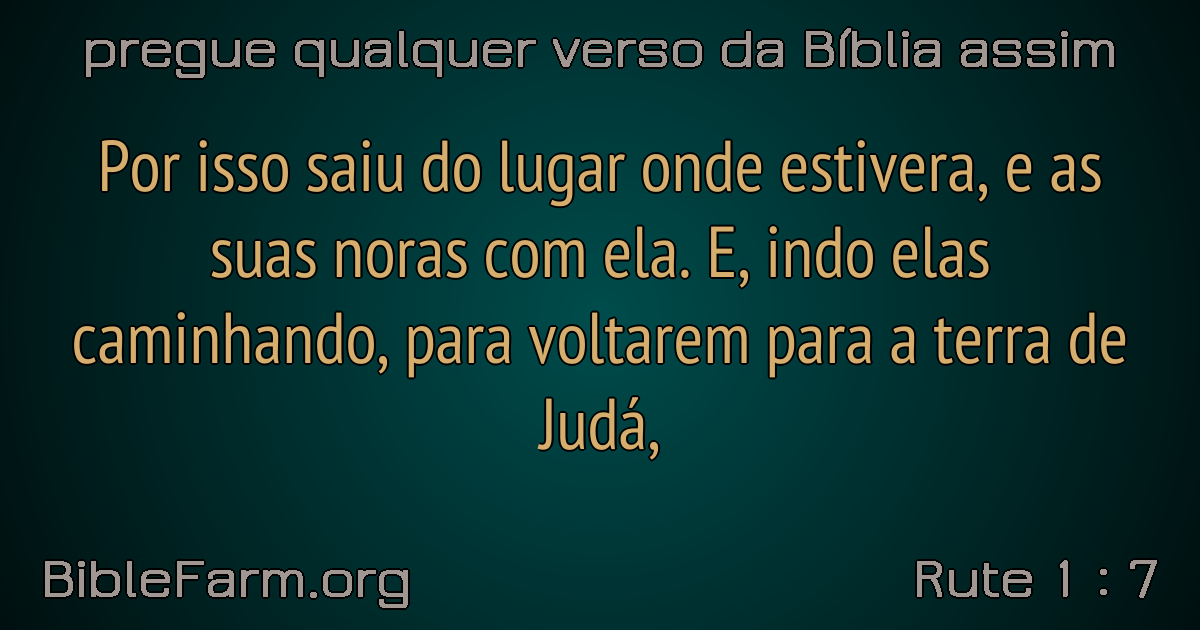 pregue qualquer verso da Bíblia assim
Por isso saiu do lugar onde estivera, e as
suas noras com ela. E, indo elas
caminhando, para voltarem para a terra de
Judá,
BibleFarm.org
Rute 1 : 7